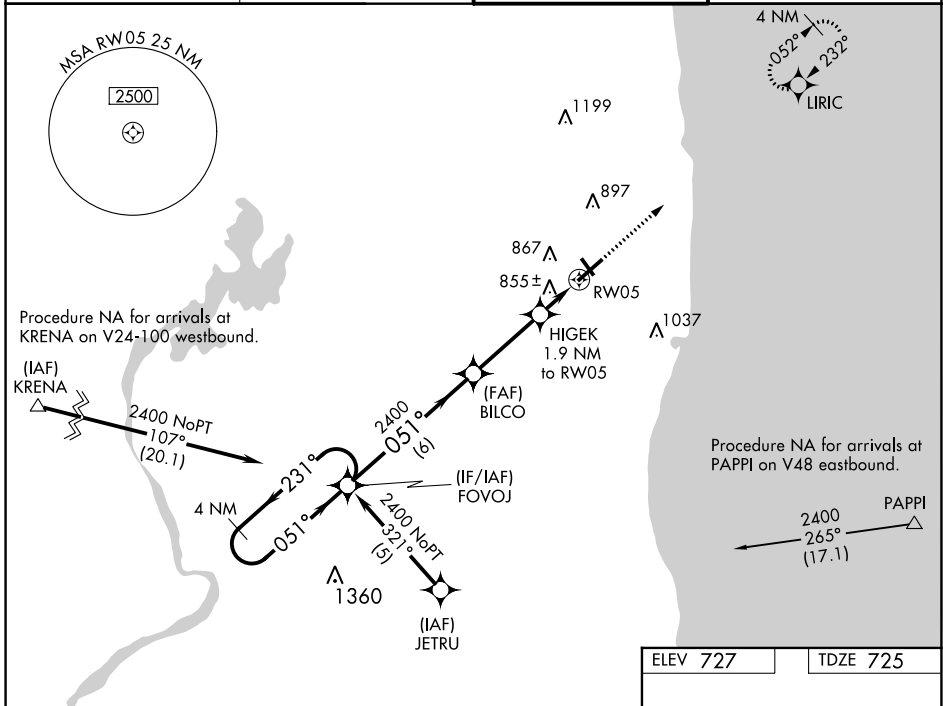 MSA RW05 25 NM
2500
4 NM
052°
232°
LIRIC
1199
897
867
855±
RW05
1037
HIGEK
1.9 NM
to RW05
Procedure NA for arrivals at
KRENA on V24-100 westbound.
(IAF)
KRENA
2400 NoPT
107°
(20.1)
(FAF)
BILCO
2400
051°
(6)
Procedure NA for arrivals at
PAPPI on V48 eastbound.
231°
4 NM
051°
(IF/IAF)
FOVOJ
2400 NoPT
321°
(5)
PAPPI
2400
265°
(17.1)
1360
(IAF)
JETRU
ELEV 727
TDZE 725